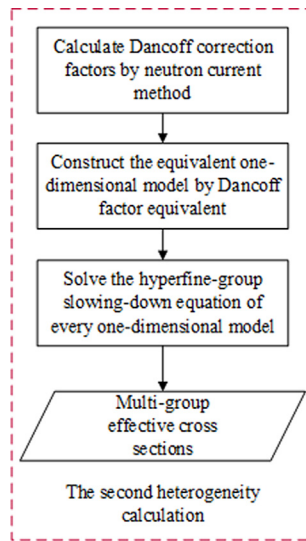 Calculate Dancoff correction
factors by neutron current
method
Construct the equivalent one-
dimensional model by Dancoff
factor equivalent
Solve the hyperfine-group
slowing-down equation of
every one-dimensional model
Multi-group
effective cross
sections
The second heterogeneity
calculation